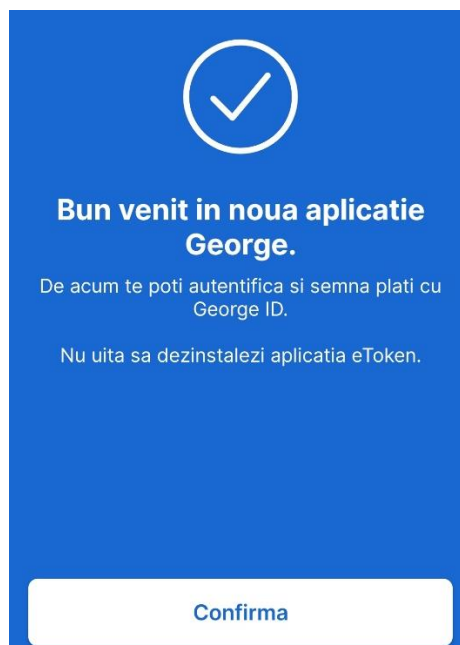 Bun venit in noua aplicatie
George.
De acum te poti autentifica si semna plati cu
George ID.
Nu uita sa dezinstalezi aplicatia eToken.
Confirma